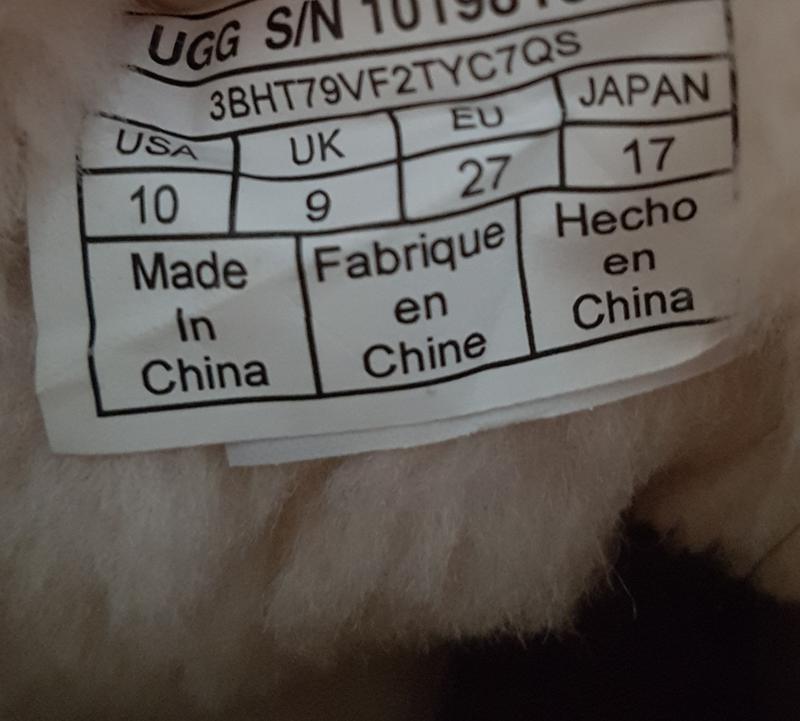 UGG S/N
3BHT79VF2TYC7QS
USA UK EU JAPAN
10 9 27 17
Made
In
China
Fabrique
en
Chine
Hecho
en
China